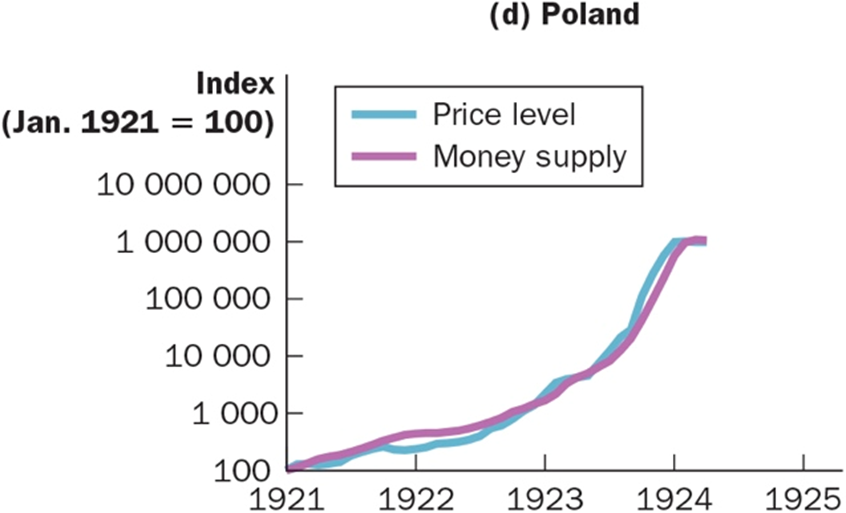 (d) Poland
Index
(Jan. 1921 = 100)
Price level
Money supply
10 000 000
1 000 000
100 000
10 000
1 000
100
1921 1922 1923 1924 1925